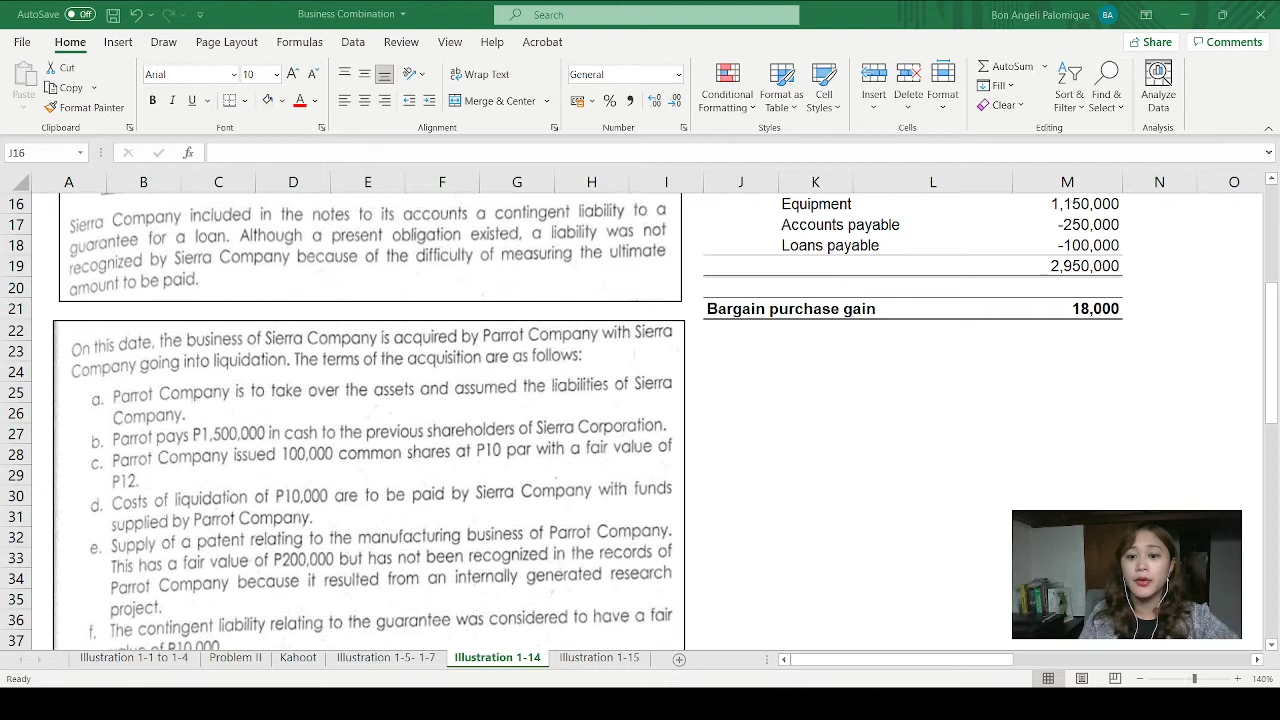 AutoSave Off Business Combination Search Bon Angeli Palomique BA
File Home Insert Draw Page Layout Formulas Data Review View Help Acrobat Share Comments
Paste Cut Copy Format Painter Clipboard
Arial 10 A A B I U A Font
Wrap Text Merge & Center Alignment
General % , Number
Conditional Formatting Format as Table Cell Styles Styles
Insert Delete Format Cells
AutoSum Fill Clear Sort & Filter Find & Select Editing
Analyze Data Analysis
J16 fx
A B C D E F G H I J K L M N O
16 Equipment 1,150,000
17 Accounts payable -250,000
18 Loans payable -100,000
19 2,950,000
20
21 Bargain purchase gain 18,000
22
23
24
25
26
27
28
29
30
31
32
33
34
35
36
37
Sierra Company included in the notes to its accounts a contingent liability to a
guarantee for a loan. Although a present obligation existed, a liability was not
recognized by Sierra Company because of the difficulty of measuring the ultimate
amount to be paid.
On this date, the business of Sierra Company is acquired by Parrot Company with Sierra
Company going into liquidation. The terms of the acquisition are as follows:
a. Parrot Company is to take over the assets and assumed the liabilities of Sierra
Company.
b. Parrot pays P1,500,000 in cash to the previous shareholders of Sierra Corporation.
c. Parrot Company issued 100,000 common shares at P10 par with a fair value of
P12.
d. Costs of liquidation of P10,000 are to be paid by Sierra Company with funds
supplied by Parrot Company.
e. Supply of a patent relating to the manufacturing business of Parrot Company.
This has a fair value of P200,000 but has not been recognized in the records of
Parrot Company because it resulted from an internally generated research
project.
f. The contingent liability relating to the guarantee was considered to have a fair
value of P10,000
Illustration 1-1 to 1-4 Problem II Kahoot Illustration 1-5- 1-7 Illustration 1-14 Illustration 1-15
Ready 140%